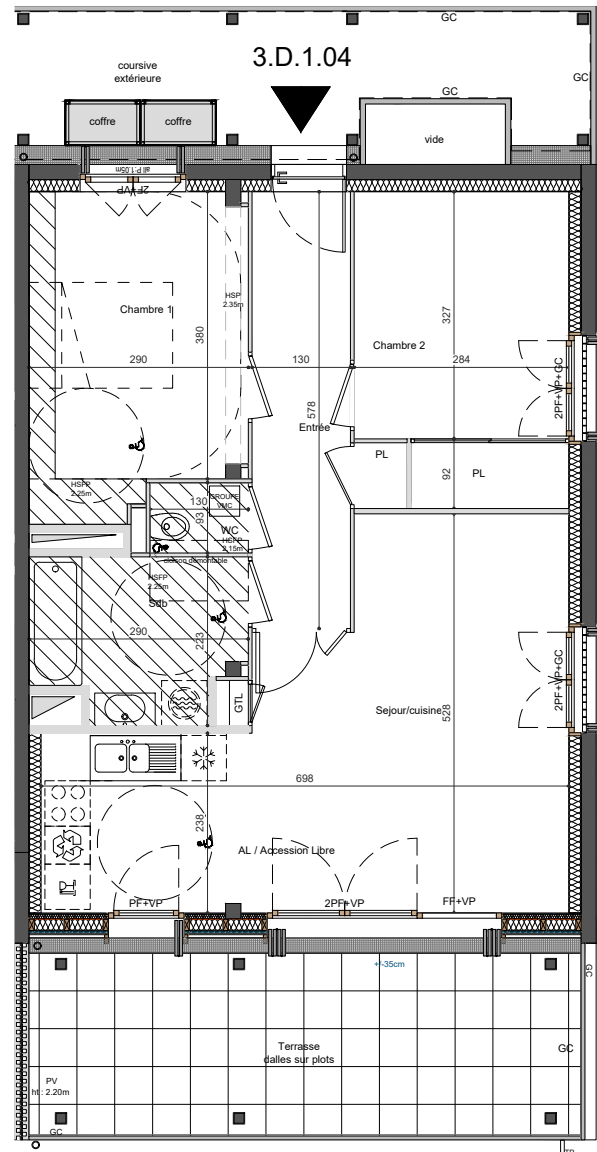 GC
3.D.1.04
coursive
extérieure
GC
GC
coffre
coffre
vide
all P:1.05m
2F+VP
Chambre 1
HSP
2.35m
380
327
Chambre 2
290
130
284
2PF+VP+GC
578
Entrée
PL
PL
92
HSFP
2.25m
130
GROUPE
VMC
93
WC
HSFP
2.15m
cloison démontable
HSFP
2.25m
Sdb
290
223
2PF+VP+GC
GTL
Sejour/cuisine
528
698
238
AL / Accession Libre
PF+VP
2PF+VP
FF+VP
+/-35cm
GC
Terrasse
dalles sur plots
GC
PV
ht : 2.20m
GC